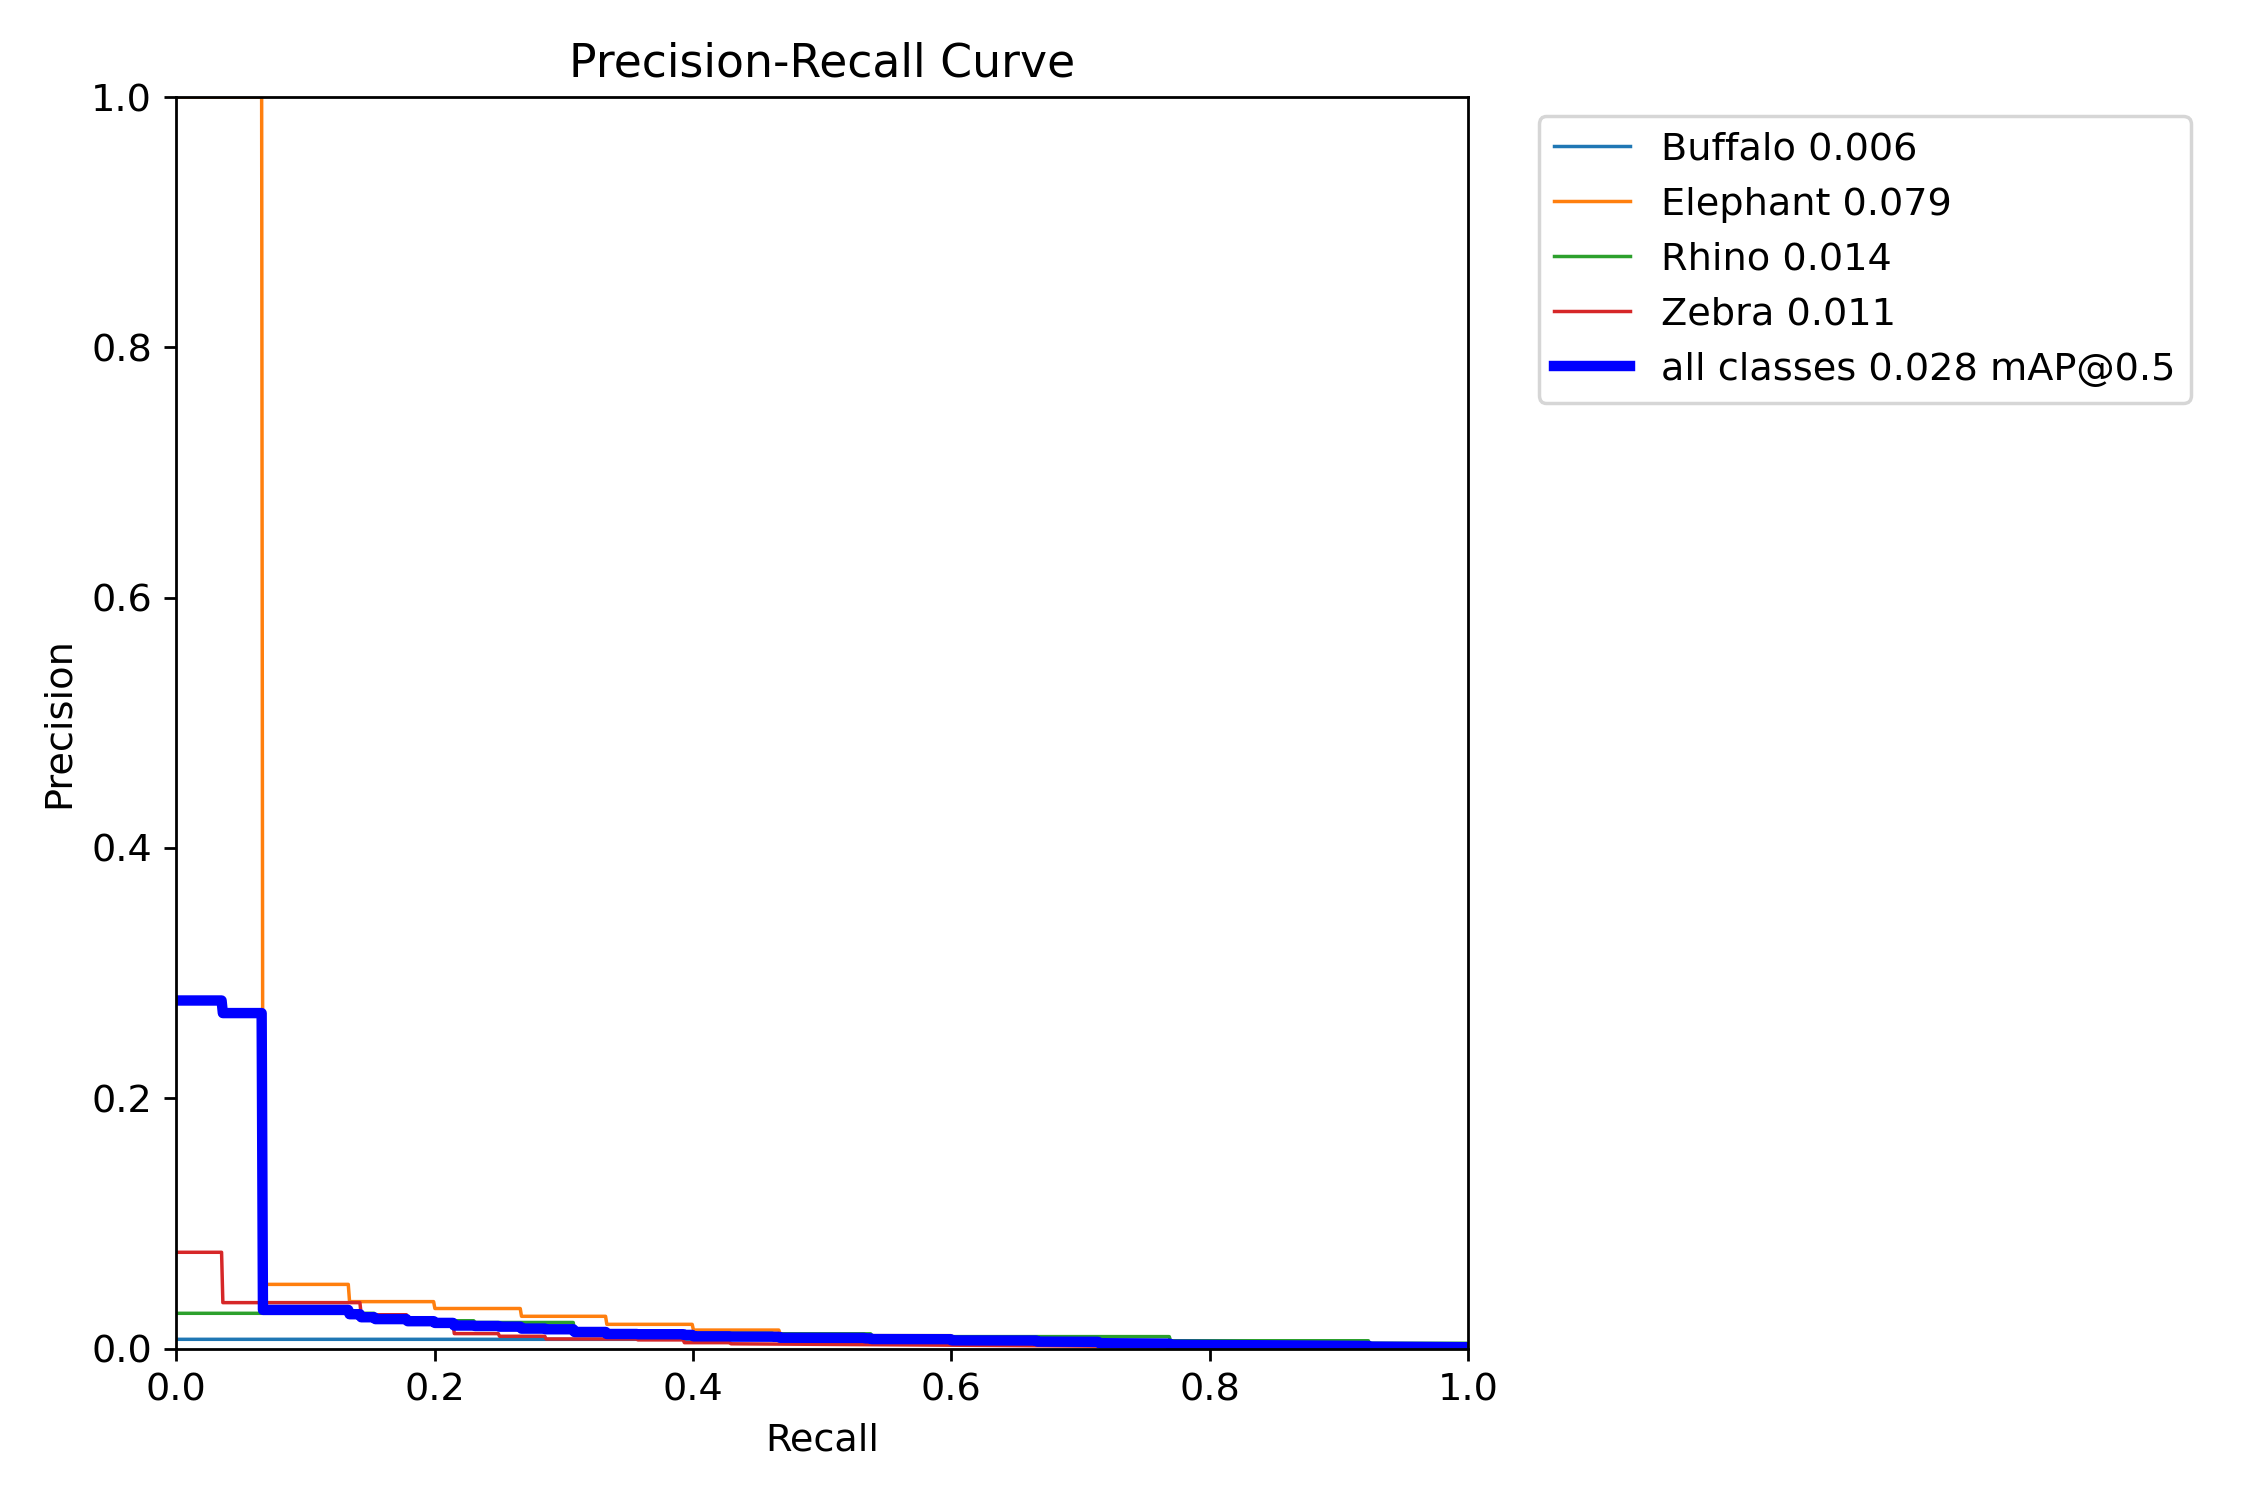 Precision-Recall Curve
1.0
0.8
0.6
0.4
0.2
0.0
Precision
0.0 0.2 0.4 0.6 0.8 1.0
Recall
Buffalo 0.006
Elephant 0.079
Rhino 0.014
Zebra 0.011
all classes 0.028 mAP@0.5